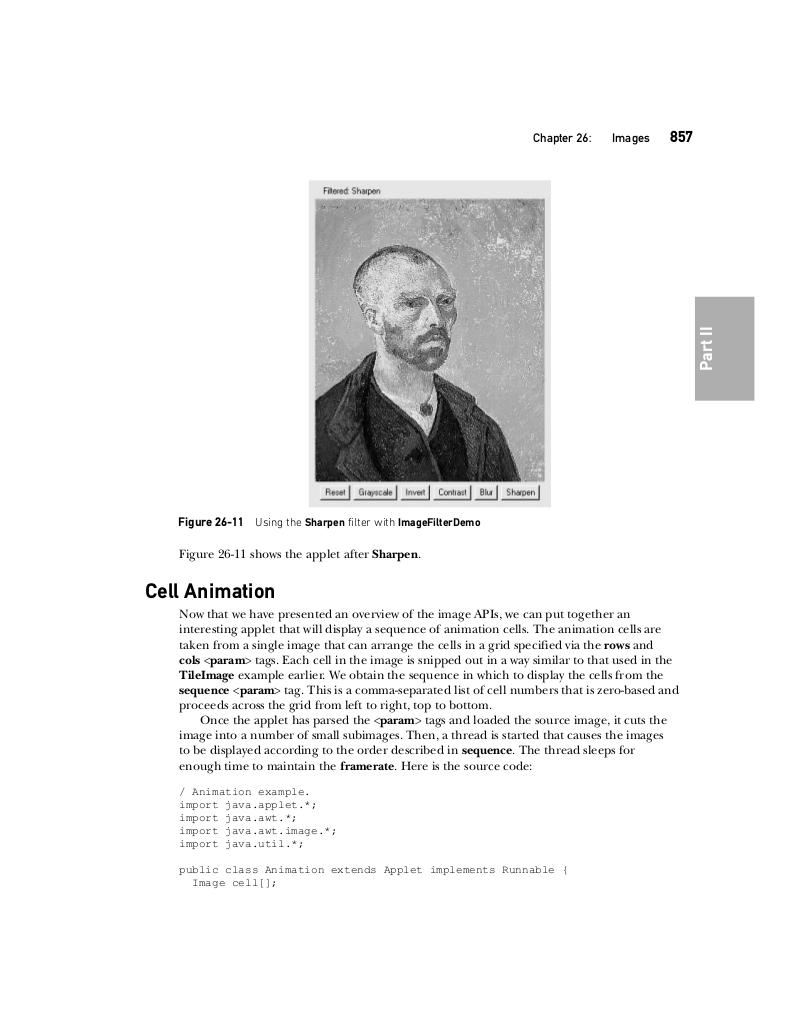 Chapter 26: Images 857
Filtered: Sharpen
Part II
Reset Grayscale Invert Contrast Blur Sharpen
Figure 26-11 Using the Sharpen filter with ImageFilterDemo
Figure 26-11 shows the applet after Sharpen.
Cell Animation
Now that we have presented an overview of the image APIs, we can put together an
interesting applet that will display a sequence of animation cells. The animation cells are
taken from a single image that can arrange the cells in a grid specified via the rows and
cols <param> tags. Each cell in the image is snipped out in a way similar to that used in the
TileImage example earlier. We obtain the sequence in which to display the cells from the
sequence <param> tag. This is a comma-separated list of cell numbers that is zero-based and
proceeds across the grid from left to right, top to bottom.
Once the applet has parsed the <param> tags and loaded the source image, it cuts the
image into a number of small subimages. Then, a thread is started that causes the images
to be displayed according to the order described in sequence. The thread sleeps for
enough time to maintain the framerate. Here is the source code:
/ Animation example.
import java.applet.*;
import java.awt.*;
import java.awt.image.*;
import java.util.*;
public class Animation extends Applet implements Runnable {
Image cell[];